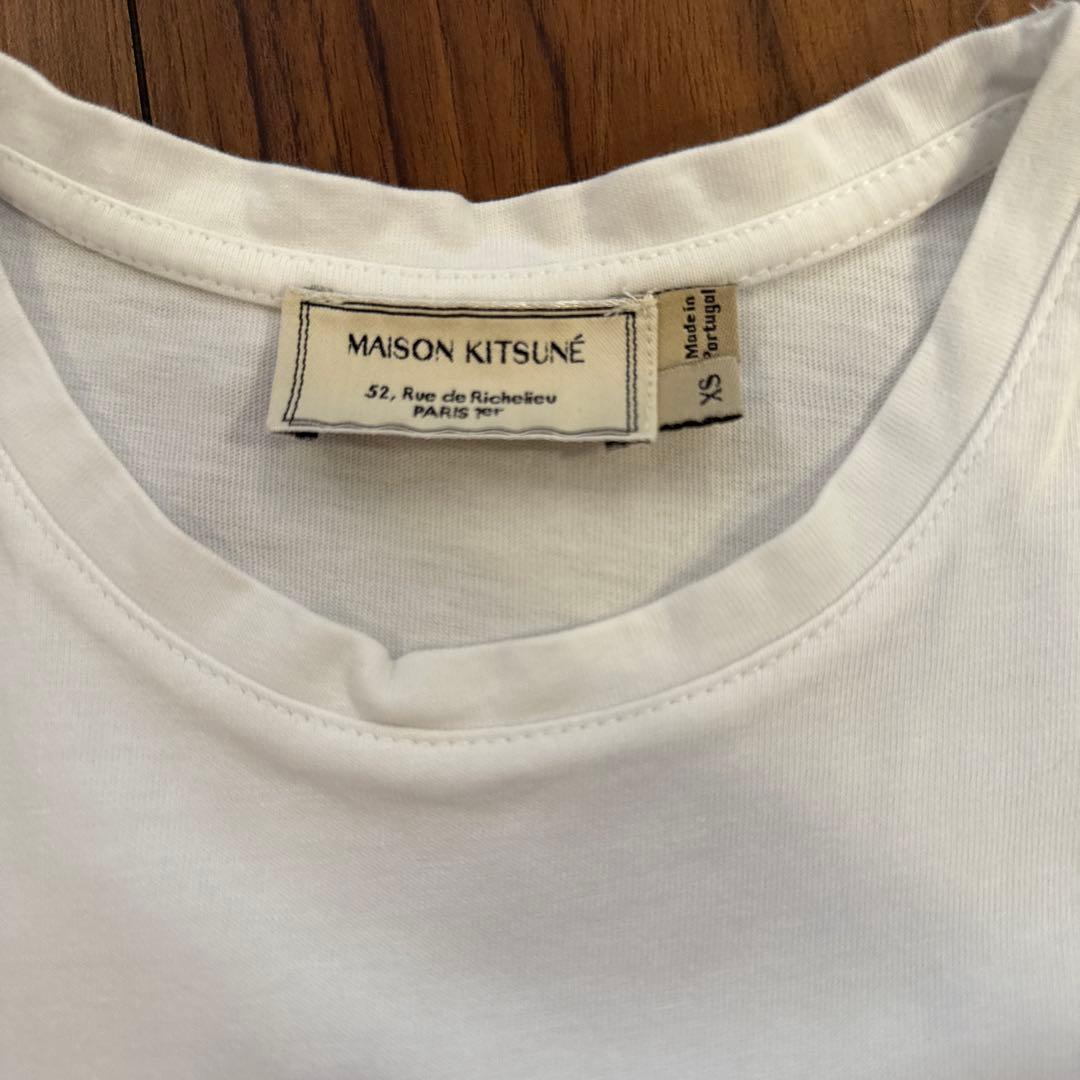 MAISON KITSUNÉ
52, Rue de Richelieu
PARIS 1er
Made in
Portugal
XS